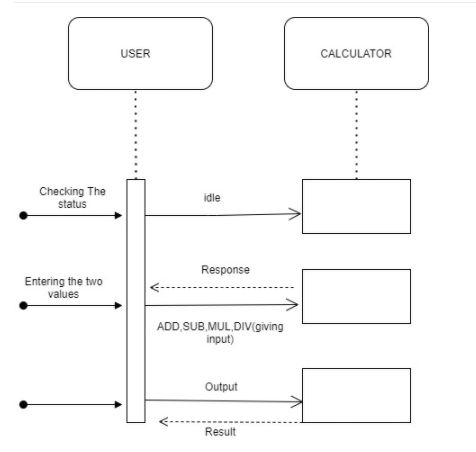 USER
CALCULATOR
Checking The
status
idle
Response
Entering the two
values
ADD,SUB,MUL,DIV(giving
input)
Output
Result